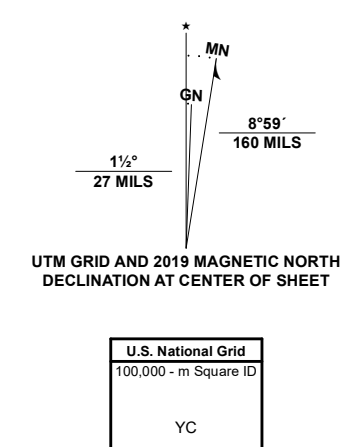 ★
MN
GN
8°59´
160 MILS
1½°
27 MILS
UTM GRID AND 2019 MAGNETIC NORTH
DECLINATION AT CENTER OF SHEET
U.S. National Grid
100,000 - m Square ID
YC